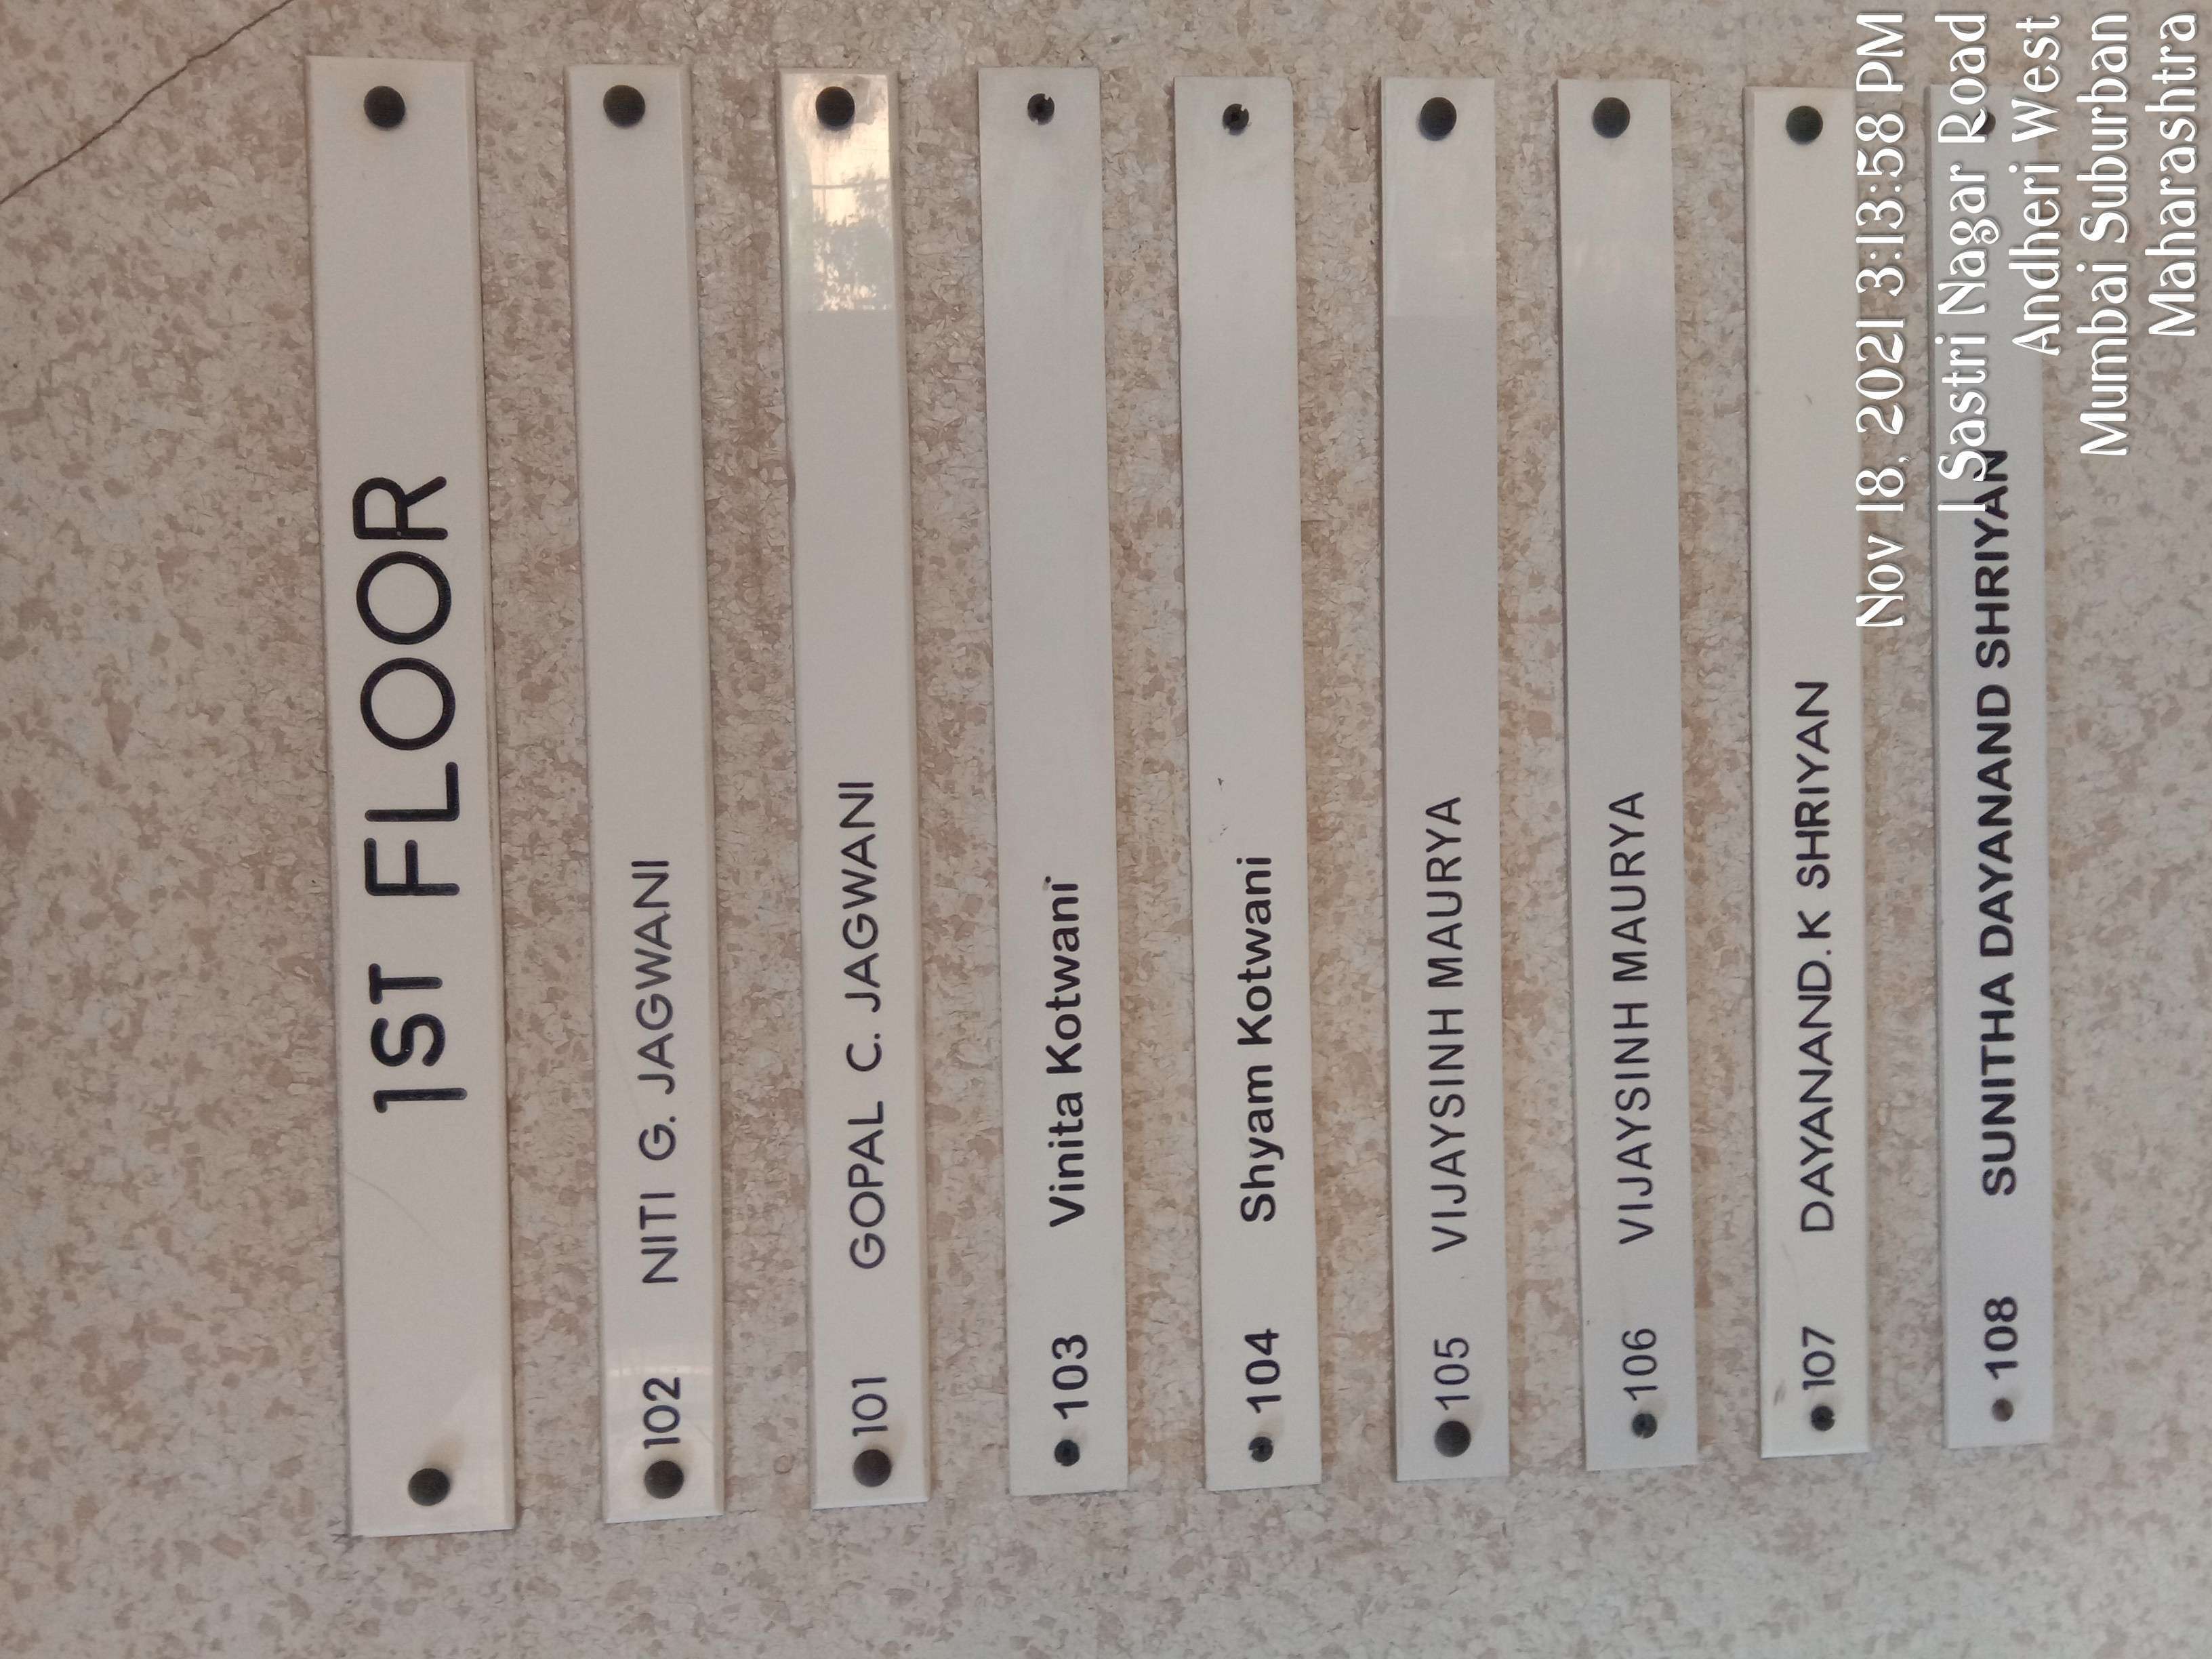 1ST FLOOR
102 NITI G. JAGWANI
101 GOPAL C. JAGWANI
103 Vinita Kotwani
104 Shyam Kotwani
105 VIJAYSINH MAURYA
106 VIJAYSINH MAURYA
107 DAYANAND.K SHRIYAN
108 SUNITHA DAYANAND SHRIYAN
Nov 18, 2021 3:13:58 PM
1 Sastri Nagar Road
Andheri West
Mumbai Suburban
Maharashtra